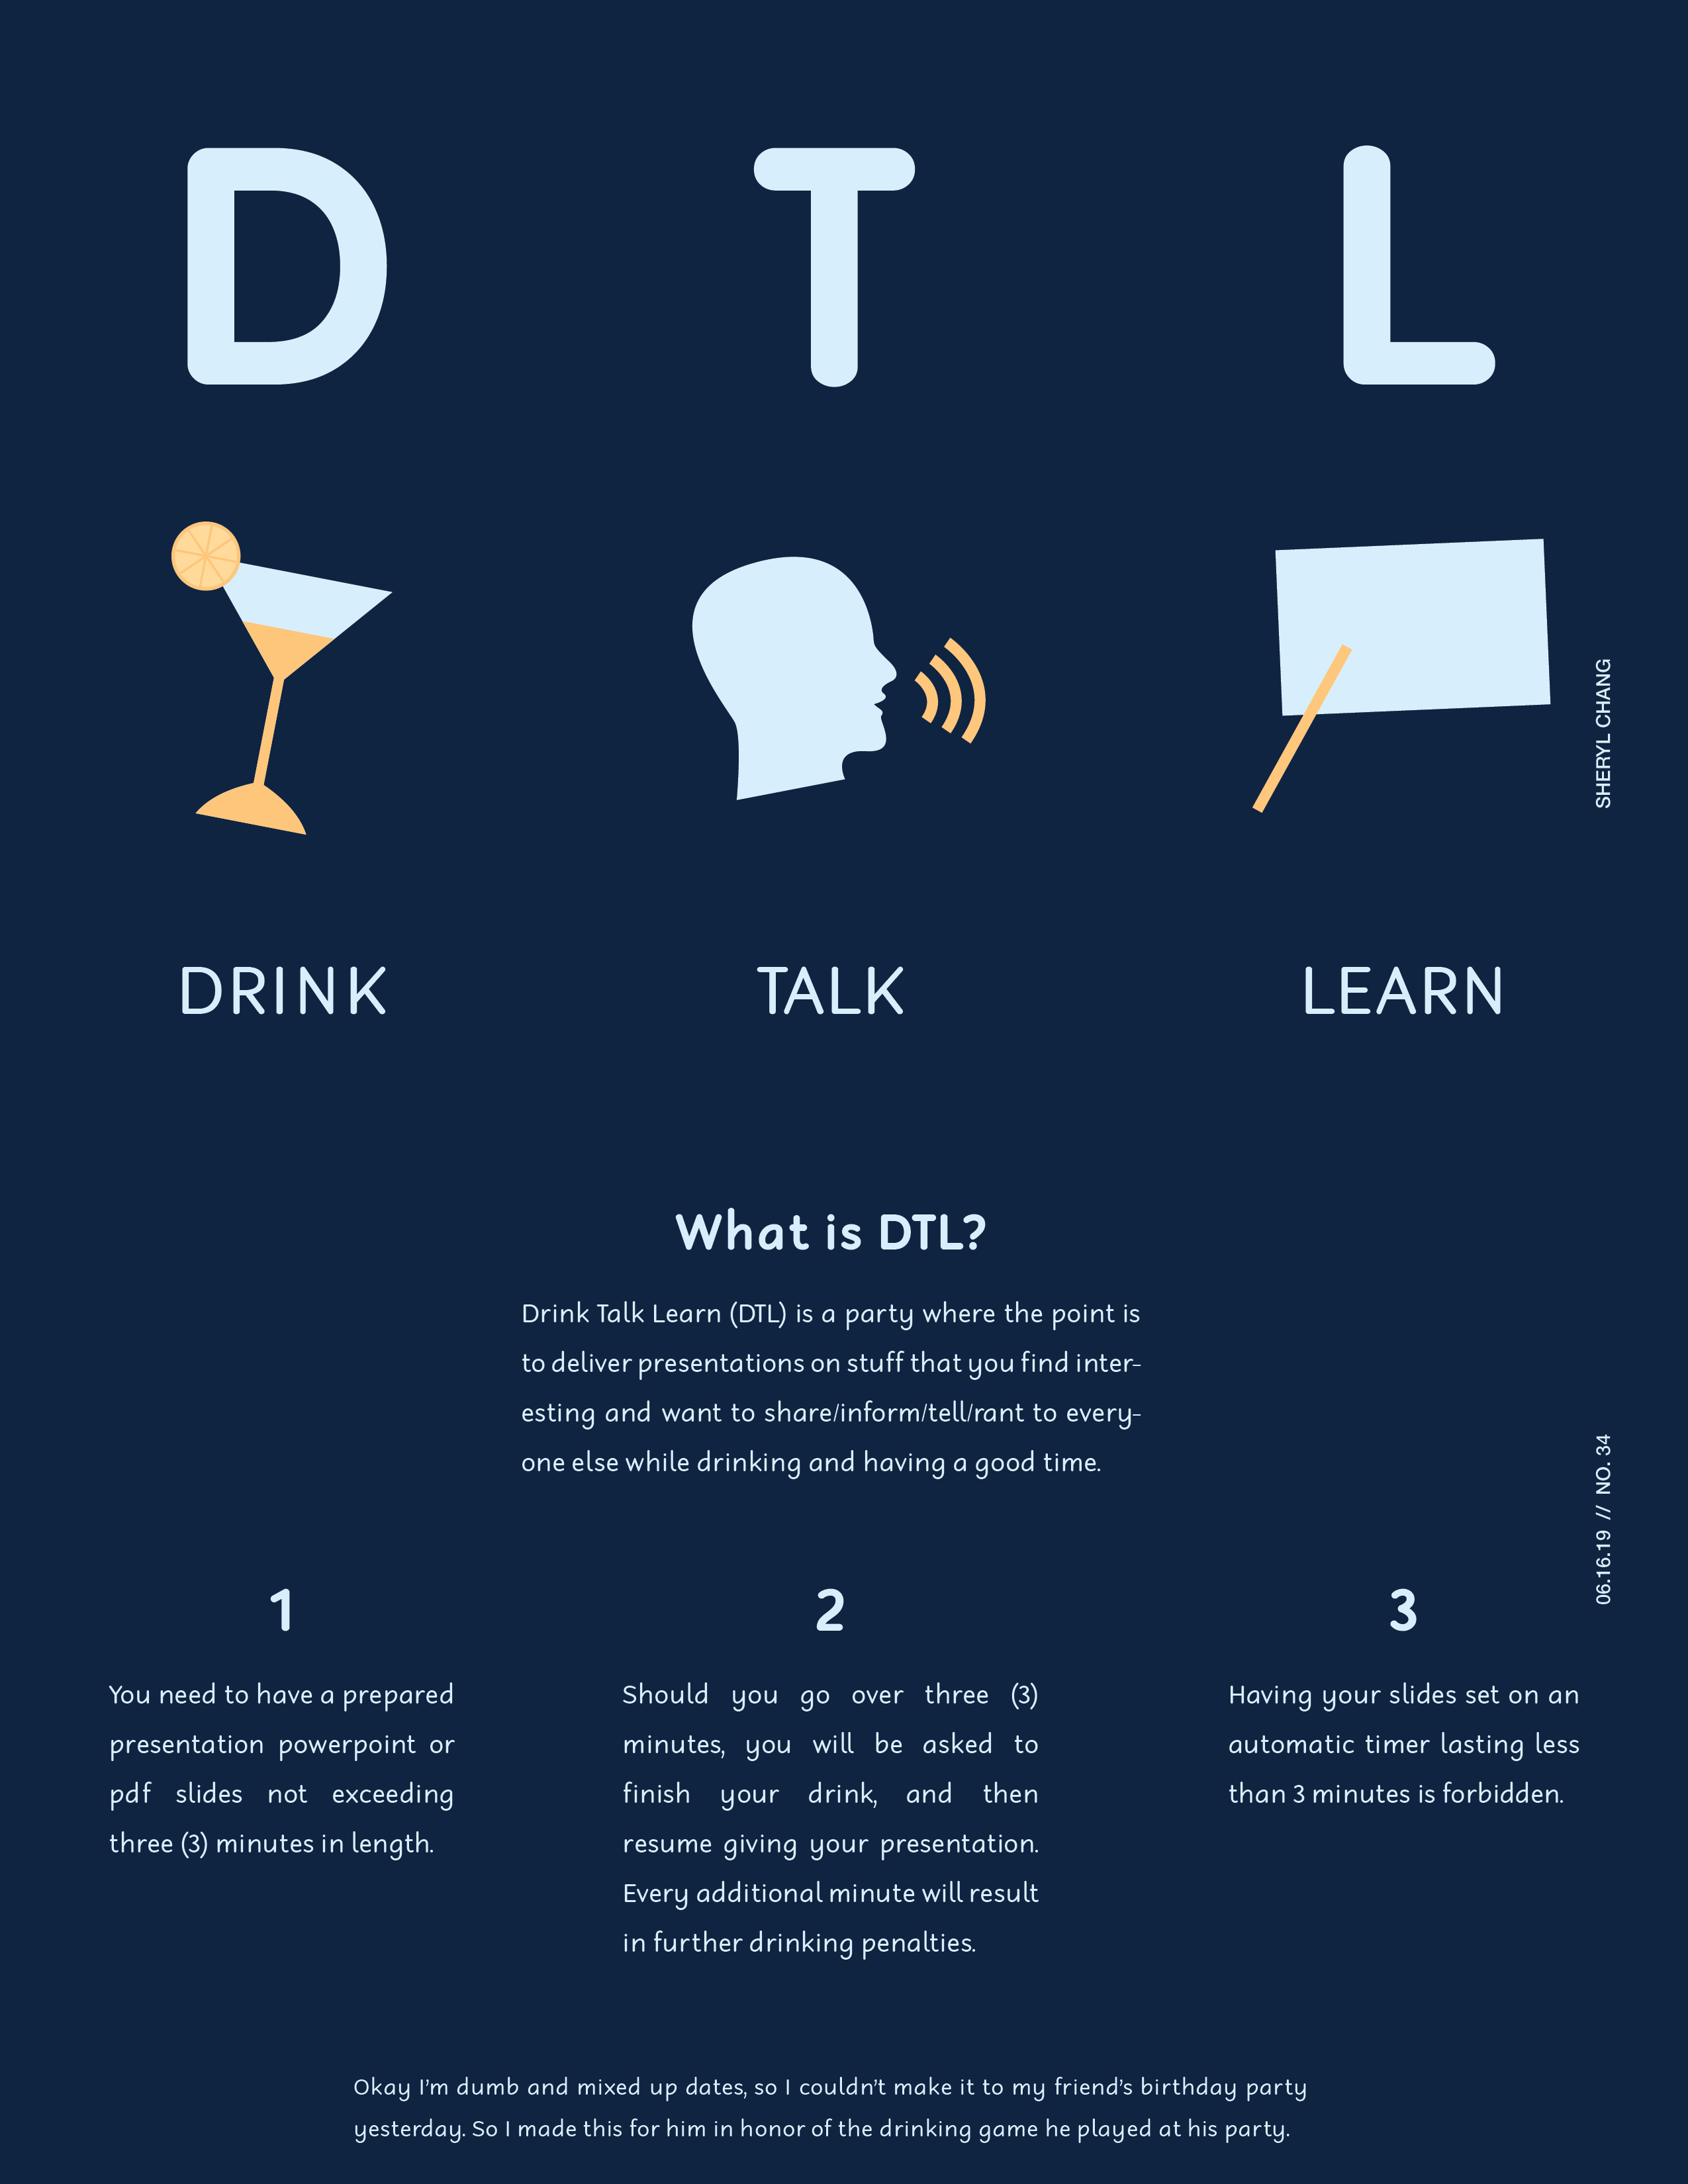 D T L
DRINK TALK LEARN
SHERYL CHANG
What is DTL?
Drink Talk Learn (DTL) is a party where the point is
to deliver presentations on stuff that you find inter-
esting and want to share/inform/tell/rant to every-
one else while drinking and having a good time.
06.16.19 // NO. 34
1
You need to have a prepared
presentation powerpoint or
pdf slides not exceeding
three (3) minutes in length.
2
Should you go over three (3)
minutes, you will be asked to
finish your drink, and then
resume giving your presentation.
Every additional minute will result
in further drinking penalties.
3
Having your slides set on an
automatic timer lasting less
than 3 minutes is forbidden.
Okay I'm dumb and mixed up dates, so I couldn't make it to my friend's birthday party
yesterday. So I made this for him in honor of the drinking game he played at his party.